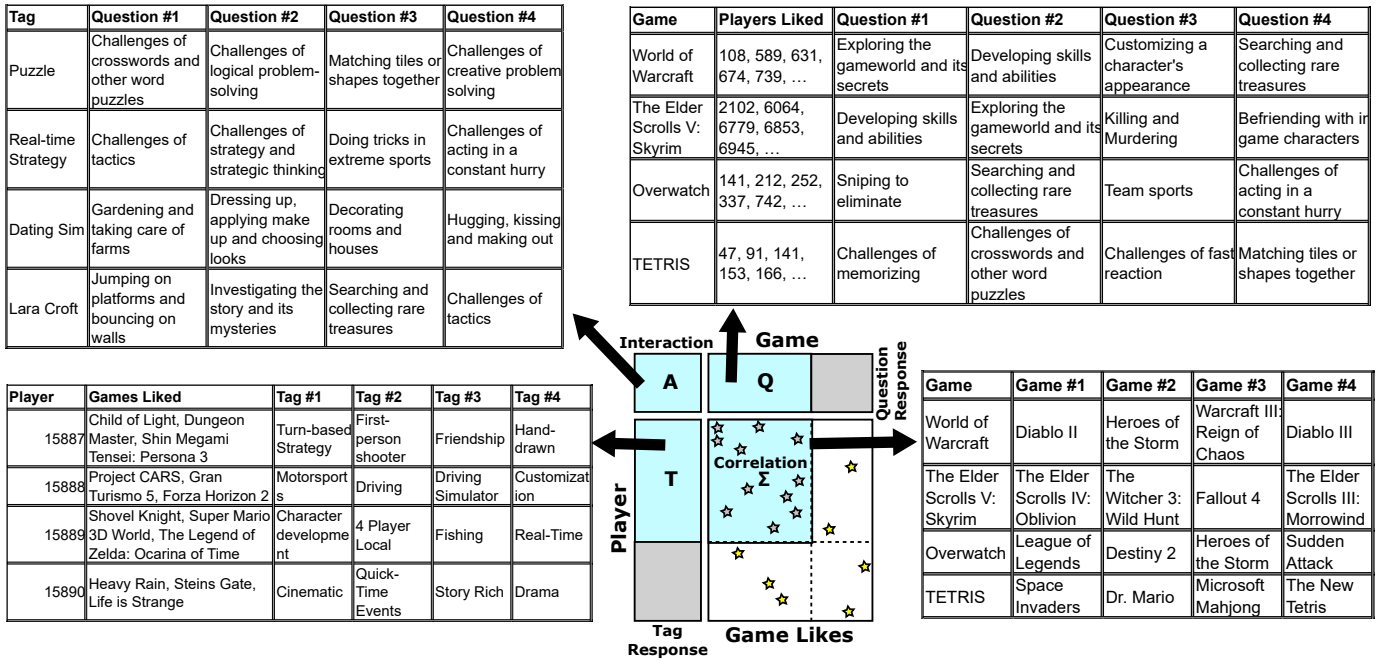 Tag Question #1 Question #2 Question #3 Question #4
Puzzle
Challenges of
crosswords and
other word
puzzles
Challenges of
logical problem-
solving
Matching tiles or
shapes together
Challenges of
creative problem
solving
Real-time
Strategy
Challenges of
tactics
Challenges of
strategy and
strategic thinking
Doing tricks in
extreme sports
Challenges of
acting in a
constant hurry
Dating Sim
Gardening and
taking care of
farms
Dressing up,
applying make
up and choosing
looks
Decorating
rooms and
houses
Hugging, kissing
and making out
Lara Croft
Jumping on
platforms and
bouncing on
walls
Investigating the
story and its
mysteries
Searching and
collecting rare
treasures
Challenges of
tactics
Game Players Liked Question #1 Question #2 Question #3 Question #4
World of
Warcraft
108, 589, 631,
674, 739, …
Exploring the
gameworld and its
secrets
Developing skills
and abilities
Customizing a
character's
appearance
Searching and
collecting rare
treasures
The Elder
Scrolls V:
Skyrim
2102, 6064,
6779, 6853,
6945, …
Developing skills
and abilities
Exploring the
gameworld and its
secrets
Killing and
Murdering
Befriending with in
game characters
Overwatch
141, 212, 252,
337, 742, …
Sniping to
eliminate
Searching and
collecting rare
treasures
Team sports
Challenges of
acting in a
constant hurry
TETRIS
47, 91, 141,
153, 166, …
Challenges of
memorizing
Challenges of
crosswords and
other word
puzzles
Challenges of fast
reaction
Matching tiles or
shapes together
Player Games Liked Tag #1 Tag #2 Tag #3 Tag #4
15887
Child of Light, Dungeon
Master, Shin Megami
Tensei: Persona 3
Turn-based
Strategy
First-
person
shooter
Friendship
Hand-
drawn
15888
Project CARS, Gran
Turismo 5, Forza Horizon 2
Motorsport
s
Driving
Driving
Simulator
Customizat
ion
15889
Shovel Knight, Super Mario
3D World, The Legend of
Zelda: Ocarina of Time
Character
developme
nt
4 Player
Local
Fishing
Real-Time
15890
Heavy Rain, Steins Gate,
Life is Strange
Cinematic
Quick-
Time
Events
Story Rich
Drama
Interaction
Game
A
Q
Question
Response
Correlation
Σ
T
Player
Tag
Response
Game Likes
Game Game #1 Game #2 Game #3 Game #4
World of
Warcraft
Diablo II
Heroes of
the Storm
Warcraft III:
Reign of
Chaos
Diablo III
The Elder
Scrolls V:
Skyrim
The Elder
Scrolls IV:
Oblivion
The
Witcher 3:
Wild Hunt
Fallout 4
The Elder
Scrolls III:
Morrowind
Overwatch
League of
Legends
Destiny 2
Heroes of
the Storm
Sudden
Attack
TETRIS
Space
Invaders
Dr. Mario
Microsoft
Mahjong
The New
Tetris